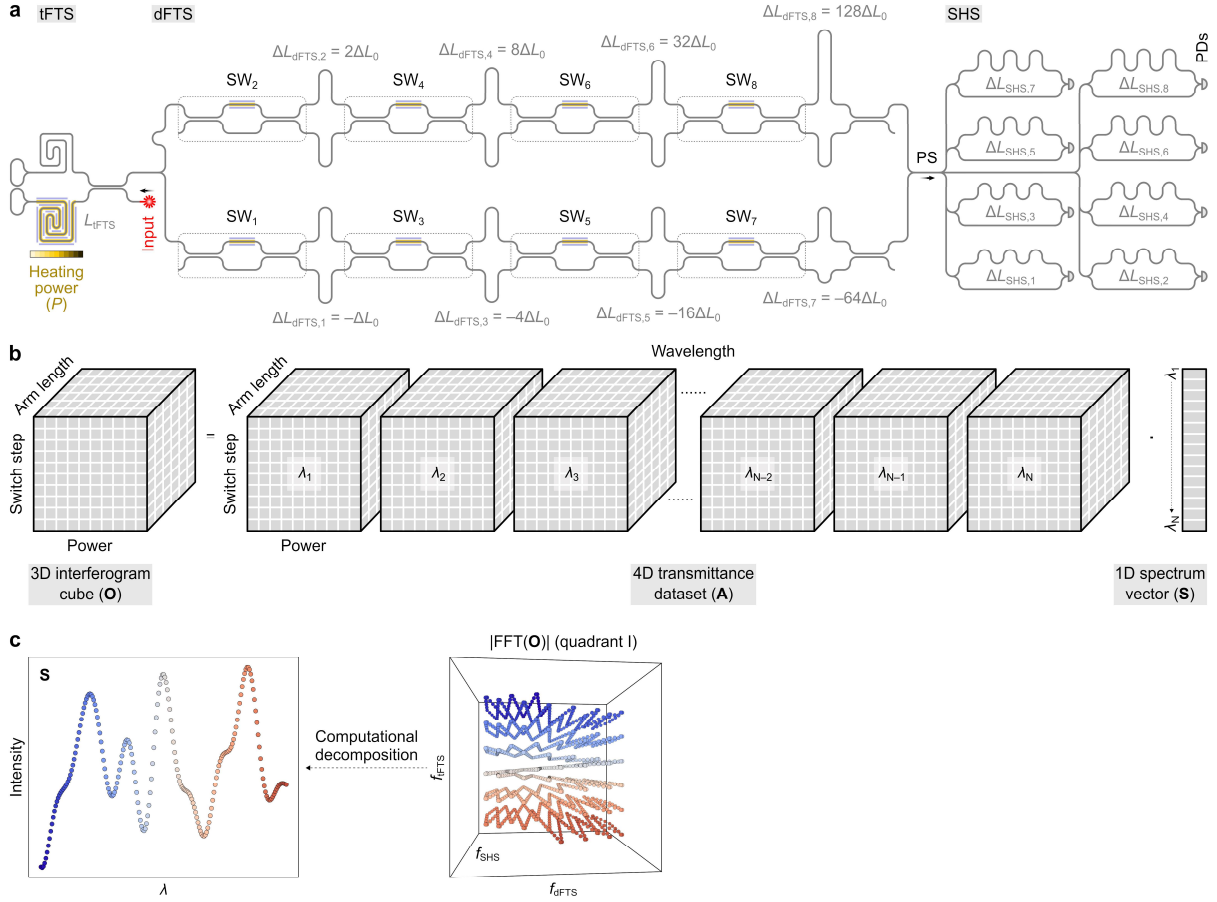 a
tFTS
dFTS
SHS
PDs
ΔL_dFTS,2 = 2ΔL_0
ΔL_dFTS,4 = 8ΔL_0
ΔL_dFTS,6 = 32ΔL_0
ΔL_dFTS,8 = 128ΔL_0
SW_2
SW_4
SW_6
SW_8
ΔL_SHS,7
ΔL_SHS,8
ΔL_SHS,5
ΔL_SHS,6
PS
ΔL_SHS,3
ΔL_SHS,4
ΔL_SHS,1
ΔL_SHS,2
L_tFTS
Input
Heating
power
(P)
SW_1
SW_3
SW_5
SW_7
ΔL_dFTS,1 = –ΔL_0
ΔL_dFTS,3 = –4ΔL_0
ΔL_dFTS,5 = –16ΔL_0
ΔL_dFTS,7 = –64ΔL_0
b
Wavelength
Arm length
Switch step
Power
=
Arm length
Switch step
Power
λ_1
λ_2
λ_3
......
......
λ_N–2
λ_N–1
λ_N
·
λ_1
λ_N
3D interferogram
cube (O)
4D transmittance
dataset (A)
1D spectrum
vector (S)
c
S
Intensity
λ
Computational
decomposition
|FFT(O)| (quadrant I)
f_tFTS
f_SHS
f_dFTS